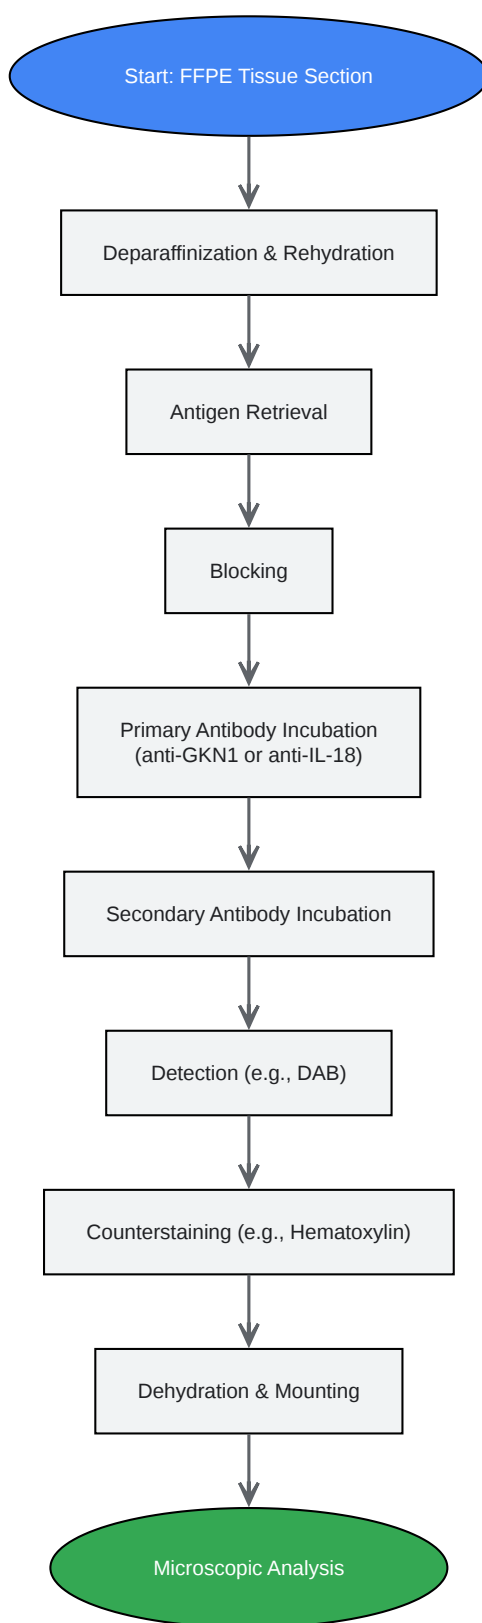 Start: FFPE Tissue Section
Deparaffinization & Rehydration
Antigen Retrieval
Blocking
Primary Antibody Incubation
(anti-GKN1 or anti-IL-18)
Secondary Antibody Incubation
Detection (e.g., DAB)
Counterstaining (e.g., Hematoxylin)
Dehydration & Mounting
Microscopic Analysis